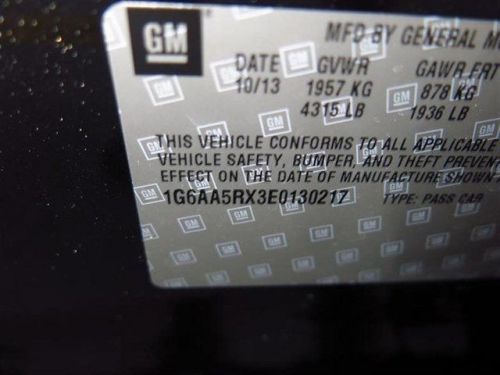 GM
MFD BY GENERAL M
DATE GVWR GAWR FRT
10/13 1957 KG 878 KG
4315 LB 1936 LB
THIS VEHICLE CONFORMS TO ALL APPLICABLE
VEHICLE SAFETY, BUMPER, AND THEFT PREVEN
EFFECT ON THE DATE OF MANUFACTURE SHOWN
1G6AA5RX3E0130217 TYPE: PASS CAR